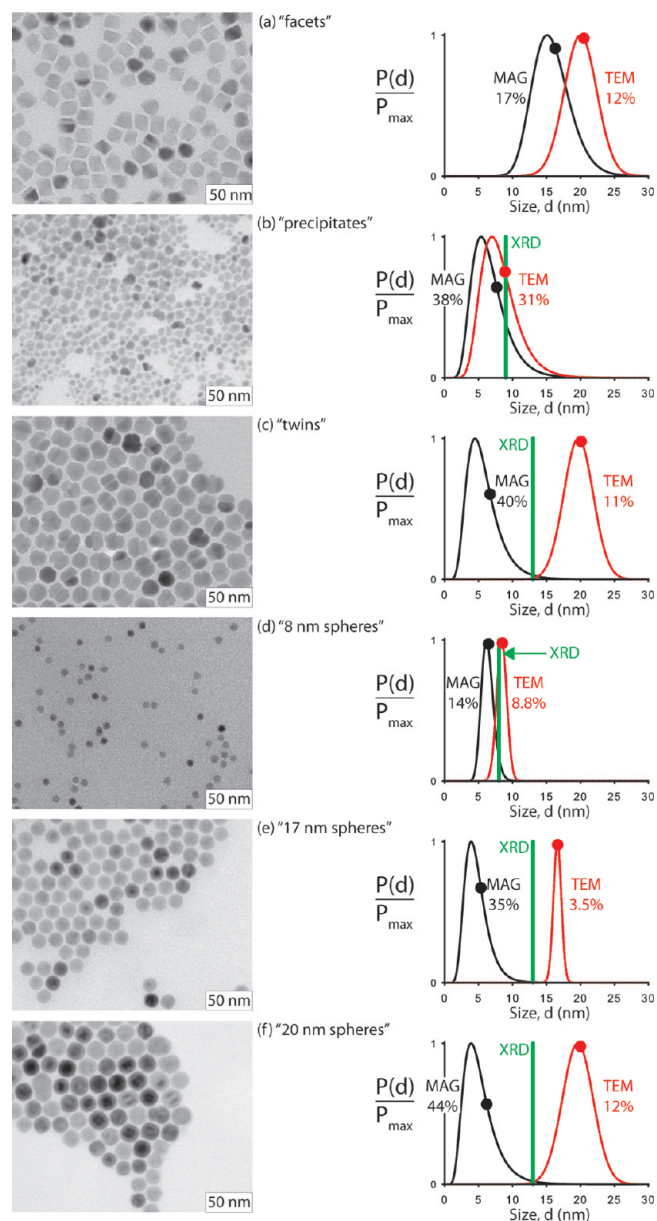 (a) "facets"
50 nm
P(d)
P max
1
MAG
17%
TEM
12%
0
0 5 10 15 20 25 30
Size, d (nm)
(b) "precipitates"
50 nm
P(d)
P max
1
XRD
MAG
38%
TEM
31%
0
0 5 10 15 20 25 30
Size, d (nm)
(c) "twins"
50 nm
P(d)
P max
1
XRD
MAG
40%
TEM
11%
0
0 5 10 15 20 25 30
Size, d (nm)
(d) "8 nm spheres"
50 nm
P(d)
P max
1
XRD
MAG
14%
TEM
8.8%
0
0 5 10 15 20 25 30
Size, d (nm)
(e) "17 nm spheres"
50 nm
P(d)
P max
1
XRD
MAG
35%
TEM
3.5%
0
0 5 10 15 20 25 30
Size, d (nm)
(f) "20 nm spheres"
50 nm
P(d)
P max
1
XRD
MAG
44%
TEM
12%
0
0 5 10 15 20 25 30
Size, d (nm)